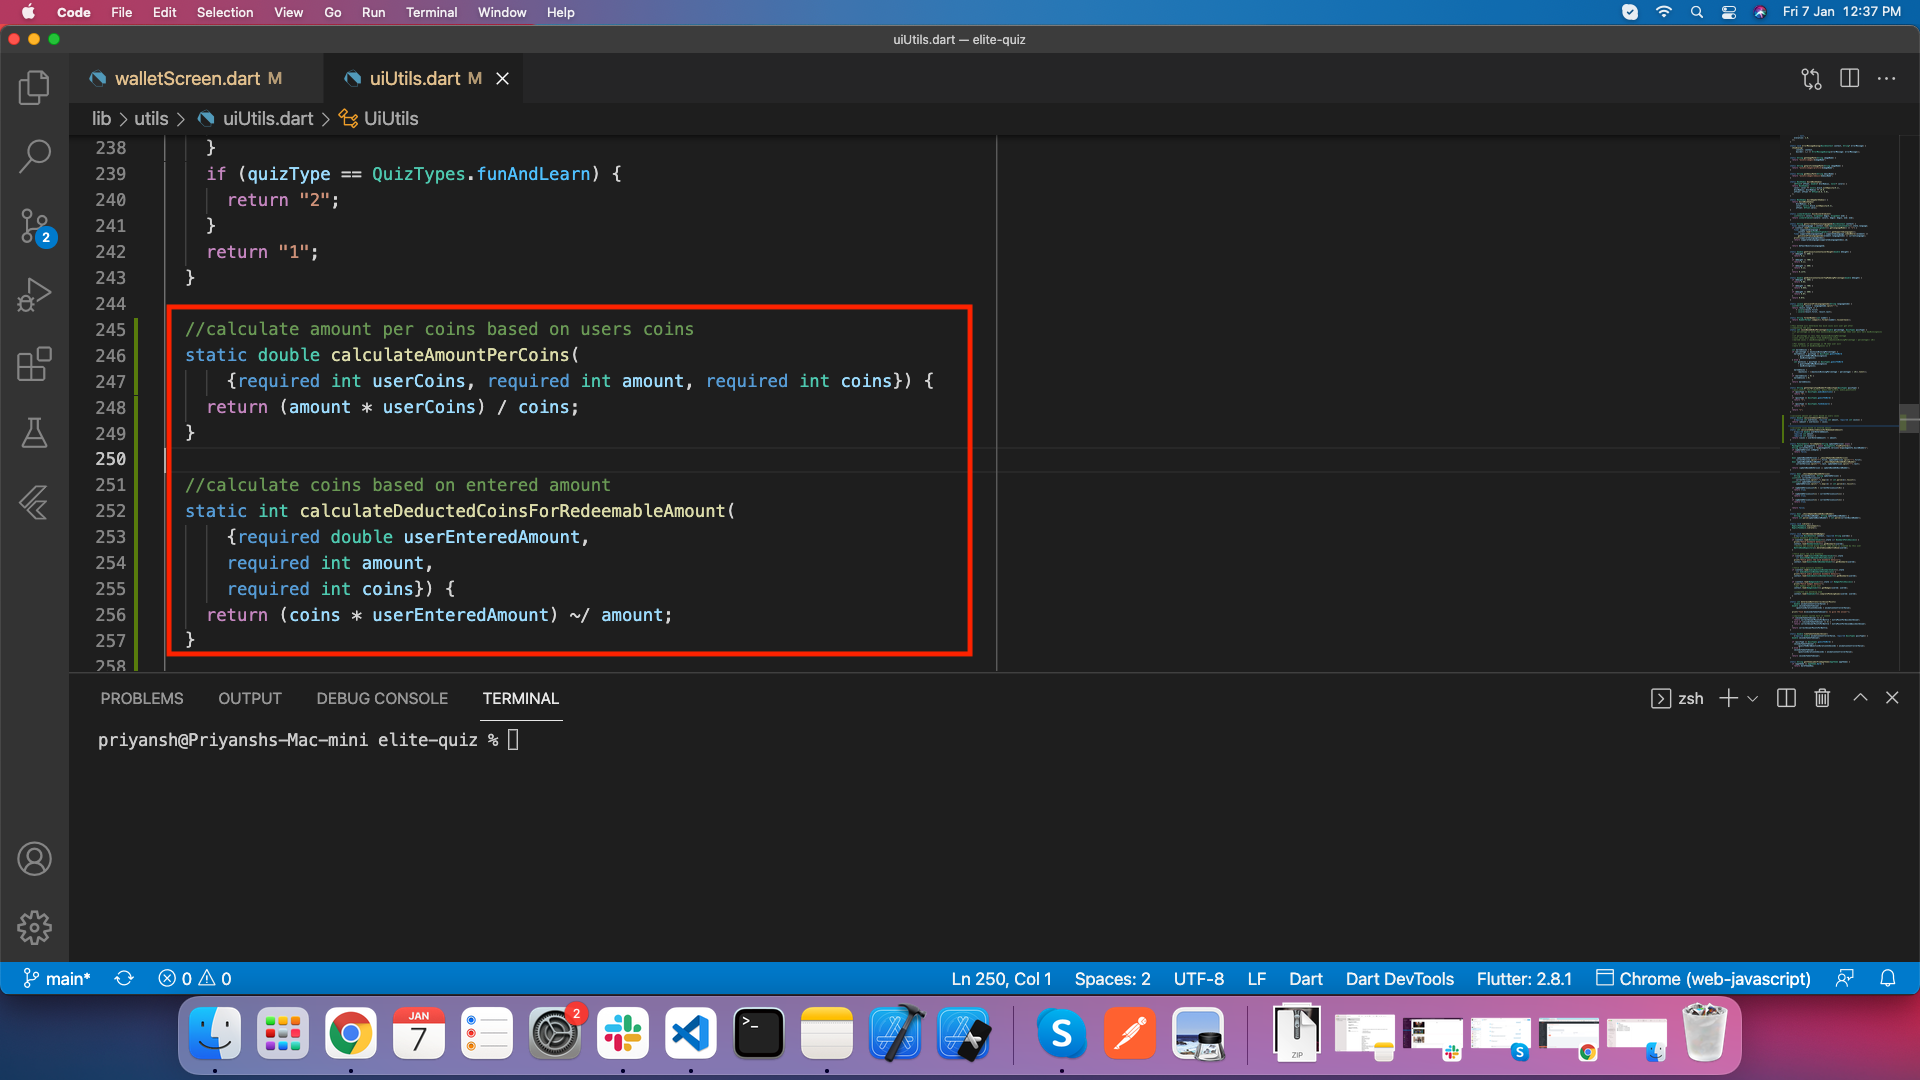 Code File Edit Selection View Go Run Terminal Window Help Fri 7 Jan 12:37 PM
uiUtils.dart — elite-quiz
walletScreen.dart M uiUtils.dart M
lib > utils > uiUtils.dart > UiUtils
238 }
239 if (quizType == QuizTypes.funAndLearn) {
240 return "2";
241 }
242 return "1";
243 }
244
245 //calculate amount per coins based on users coins
246 static double calculateAmountPerCoins(
247 {required int userCoins, required int amount, required int coins}) {
248 return (amount * userCoins) / coins;
249 }
250
251 //calculate coins based on entered amount
252 static int calculateDeductedCoinsForRedeemableAmount(
253 {required double userEnteredAmount,
254 required int amount,
255 required int coins}) {
256 return (coins * userEnteredAmount) ~/ amount;
257 }
258
2
PROBLEMS OUTPUT DEBUG CONSOLE TERMINAL zsh
priyansh@Priyanshs-Mac-mini elite-quiz %
main* 0 0 Ln 250, Col 1 Spaces: 2 UTF-8 LF Dart Dart DevTools Flutter: 2.8.1 Chrome (web-javascript)
JAN
7
2
>_
S
ZIP
S